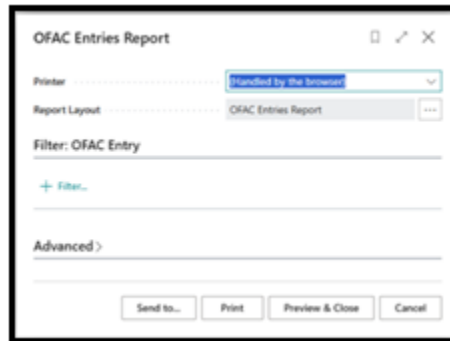 OFAC Entries Report
Printer (Handled by the browser)
Report Layout OFAC Entries Report ...
Filter: OFAC Entry
+ Filter...
Advanced >
Send to... Print Preview & Close Cancel